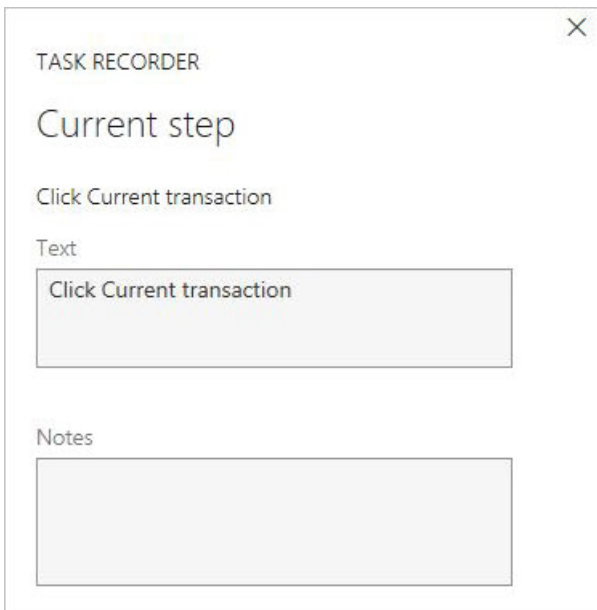 TASK RECORDER
Current step
Click Current transaction
Text
Click Current transaction
Notes